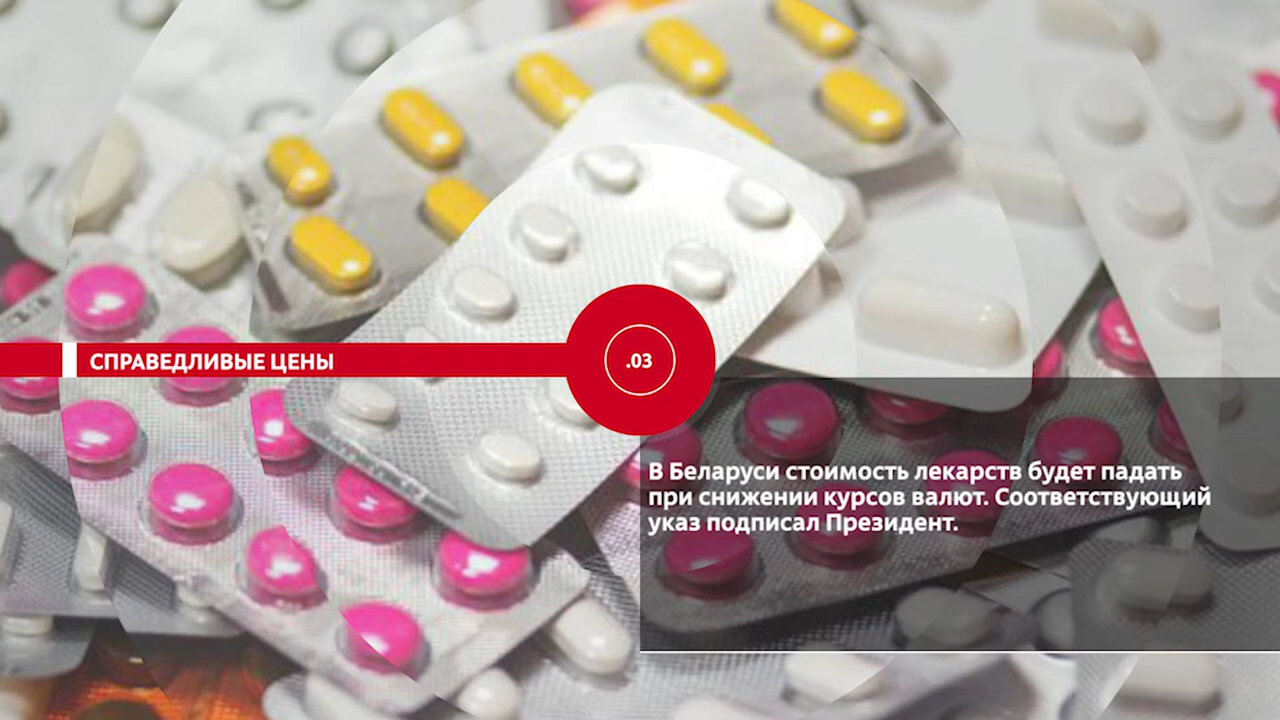 СПРАВЕДЛИВЫЕ ЦЕНЫ
.03
В Беларуси стоимость лекарств будет падать
при снижении курсов валют. Соответствующий
указ подписал Президент.